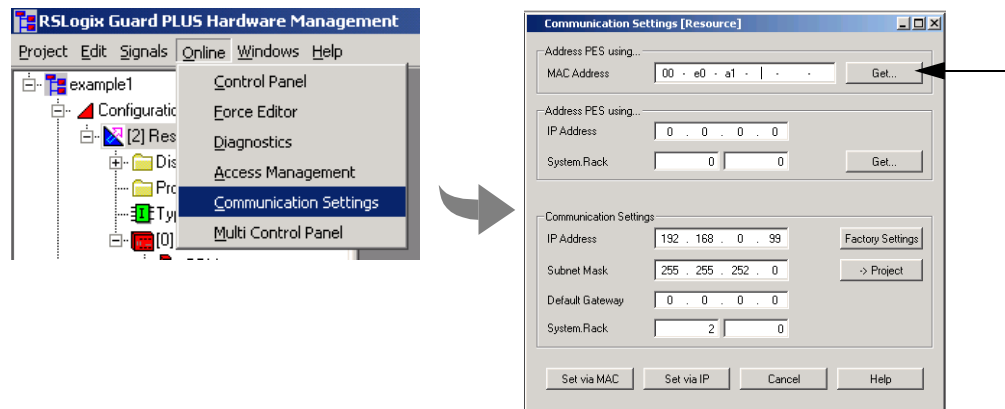 RSLogix Guard PLUS Hardware Management
Project Edit Signals Online Windows Help
example1
Control Panel
Force Editor
Diagnostics
Access Management
Communication Settings
Multi Control Panel
[2] Res
[0]
Communication Settings [Resource]
Address PES using...
MAC Address 00 - e0 - a1 - | - - Get...
Address PES using...
IP Address 0 . 0 . 0 . 0
System.Rack 0 0 Get...
Communication Settings
IP Address 192 . 168 . 0 . 99 Factory Settings
Subnet Mask 255 . 255 . 252 . 0 -> Project
Default Gateway 0 . 0 . 0 . 0
System.Rack 2 0
Set via MAC Set via IP Cancel Help